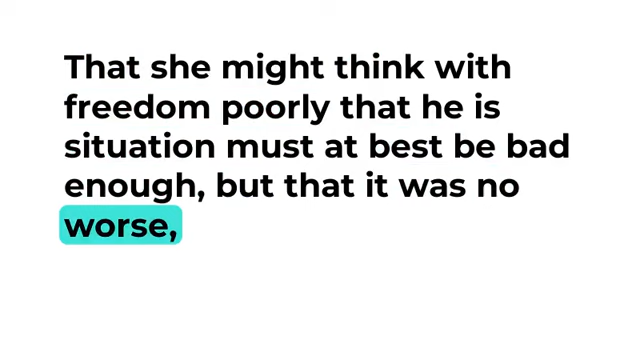 That she might think with
freedom poorly that he is
situation must at best be bad
enough, but that it was no
worse,